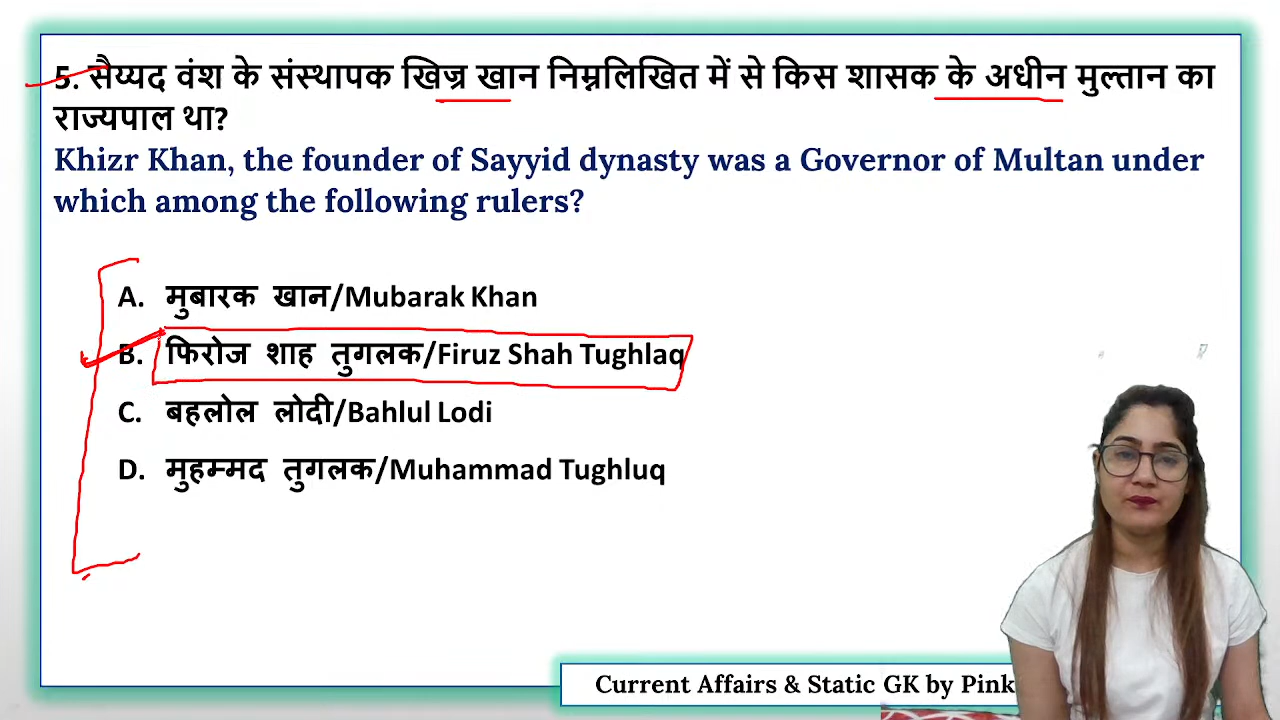 5. सैय्यद वंश के संस्थापक खिज्र खान निम्नलिखित में से किस शासक के अधीन मुल्तान का
राज्यपाल था?
Khizr Khan, the founder of Sayyid dynasty was a Governor of Multan under
which among the following rulers?
A. मुबारक खान/Mubarak Khan
B. फिरोज शाह तुगलक/Firuz Shah Tughlaq
C. बहलोल लोदी/Bahlul Lodi
D. मुहम्मद तुगलक/Muhammad Tughluq
Current Affairs & Static GK by Pink